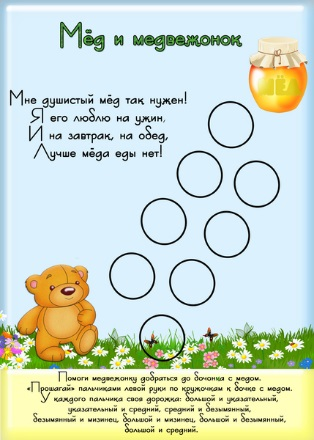 Мёд и медвежонок
МЁД
Мне душистый мёд так нужен!
Я его люблю на ужин,
И на завтрак, на обед,
Лучше мёда еды нет!
Помоги медвежонку добраться до бочонка с медом.
«Прошагай» пальчиками левой руки по кружочкам к бочке с медом.
У каждого пальчика своя дорожка: большой и указательный,
указательный и средний, средний и безымянный,
безымянный и мизинец, большой и мизинец, большой и безымянный,
большой и средний.